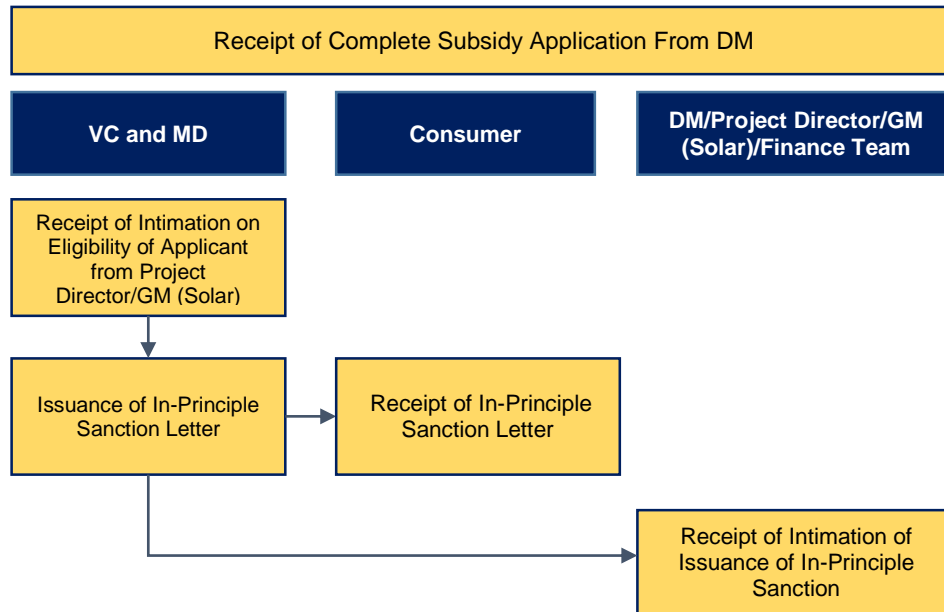 Receipt of Complete Subsidy Application From DM
VC and MD
Consumer
DM/Project Director/GM
(Solar)/Finance Team
Receipt of Intimation on
Eligibility of Applicant
from Project
Director/GM (Solar)
Issuance of In-Principle
Sanction Letter
Receipt of In-Principle
Sanction Letter
Receipt of Intimation of
Issuance of In-Principle
Sanction